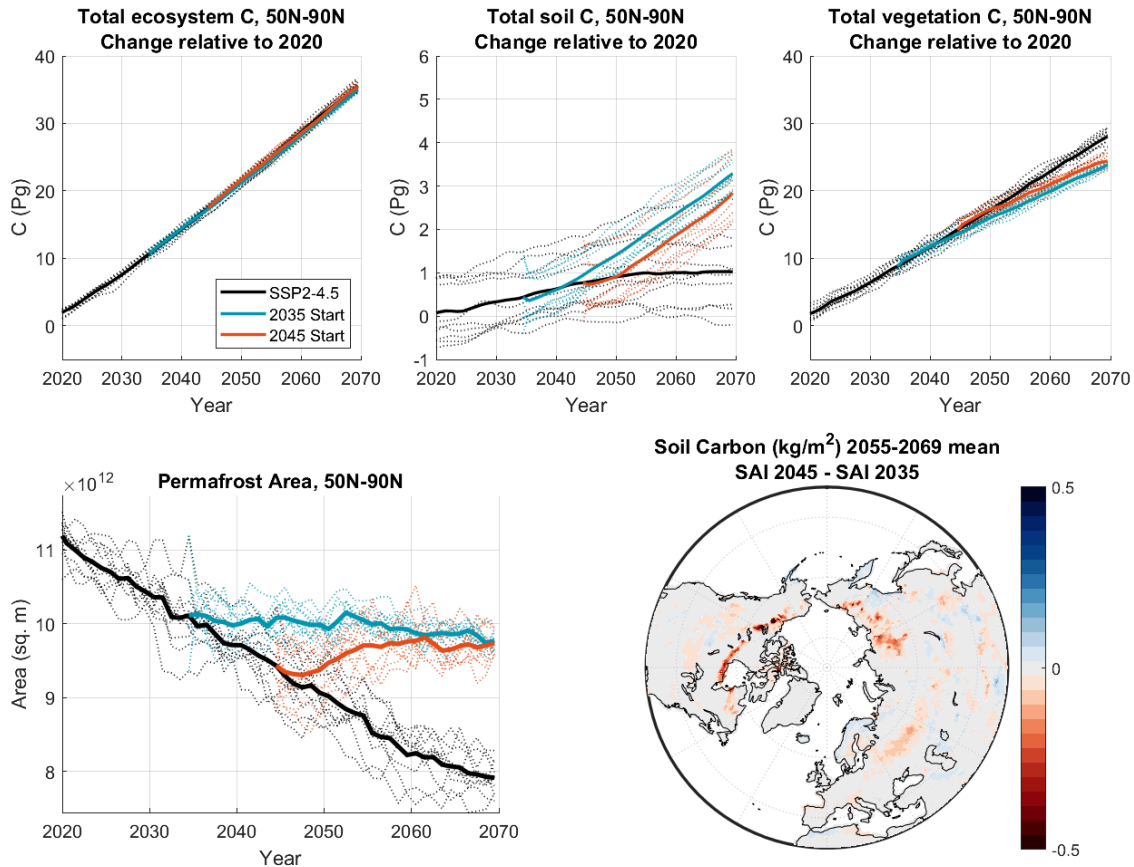 Total ecosystem C, 50N-90N
Change relative to 2020
40
30
20
10
0
C (Pg)
2020 2030 2040 2050 2060 2070
Year
SSP2-4.5
2035 Start
2045 Start
Total soil C, 50N-90N
Change relative to 2020
6
5
4
3
2
1
0
-1
C (Pg)
2020 2030 2040 2050 2060 2070
Year
Total vegetation C, 50N-90N
Change relative to 2020
40
30
20
10
0
C (Pg)
2020 2030 2040 2050 2060 2070
Year
×10¹²
Permafrost Area, 50N-90N
11
10
9
8
Area (sq. m)
2020 2030 2040 2050 2060 2070
Year
Soil Carbon (kg/m²) 2055-2069 mean
SAI 2045 - SAI 2035
0.5
0
-0.5